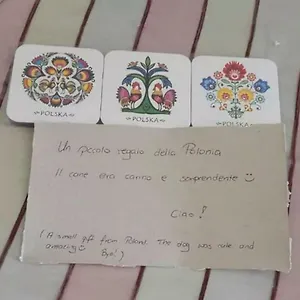 POLSKA
POLSKA
POLSKA
Un piccolo regalo della Polonia
Il cane era carino e sorprendente ☺
Ciao!
(A small gift from Poland. The dog was cute and
amazing ☺ Bye!)